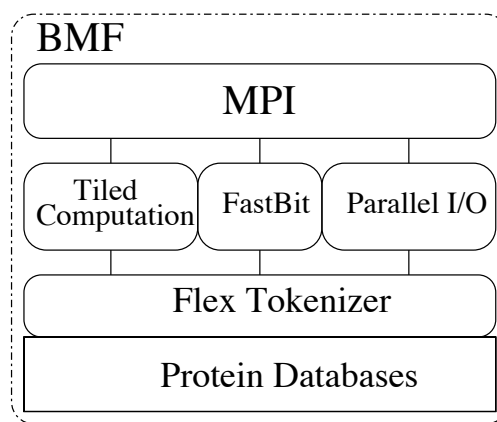 BMF
MPI
Tiled
Computation
FastBit
Parallel I/O
Flex Tokenizer
Protein Databases